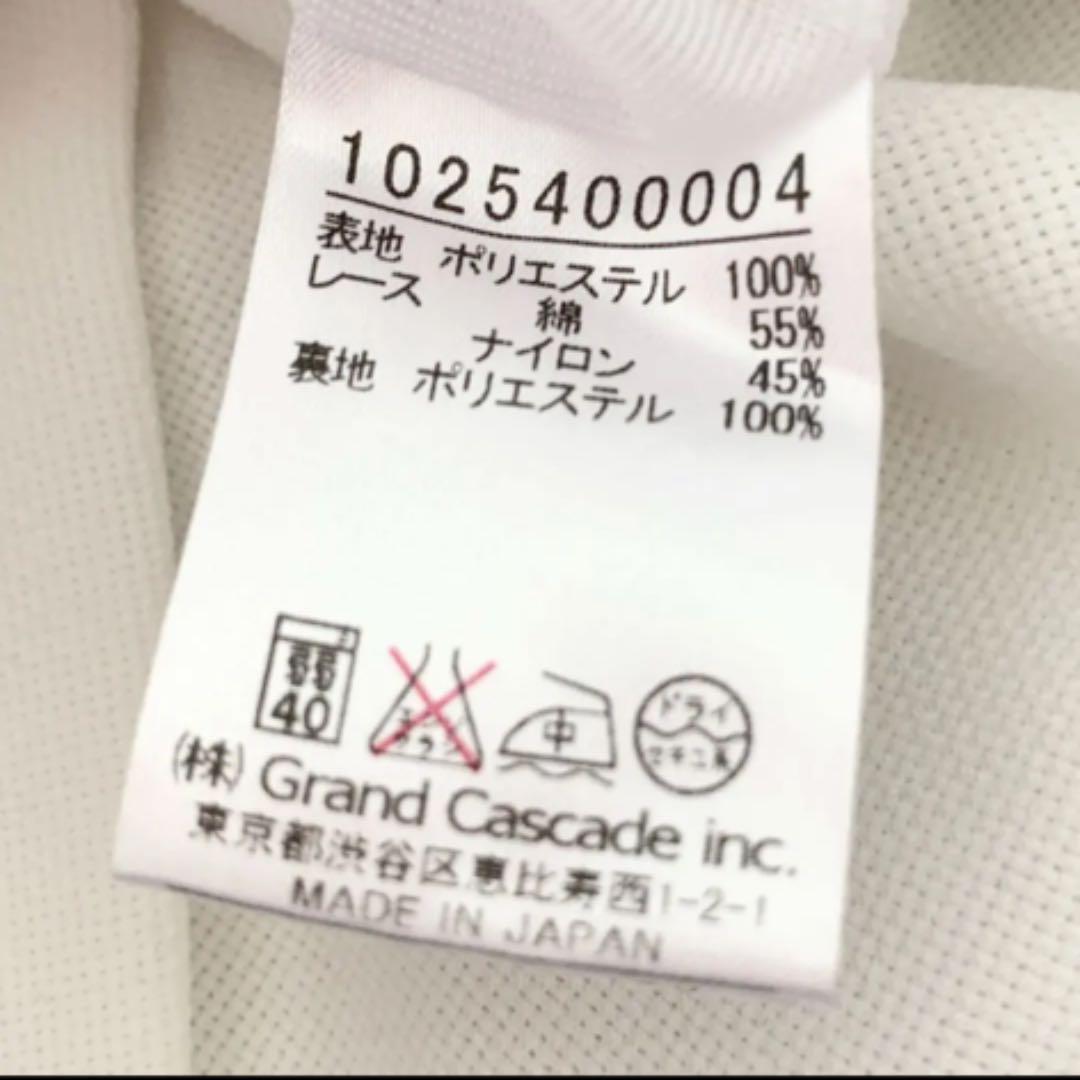 1025400004
表地 ポリエステル 100%
レース 綿 55%
ナイロン 45%
裏地 ポリエステル 100%
弱
40
中
ドライ
(株) Grand Cascade inc.
東京都渋谷区恵比寿西1-2-1
MADE IN JAPAN